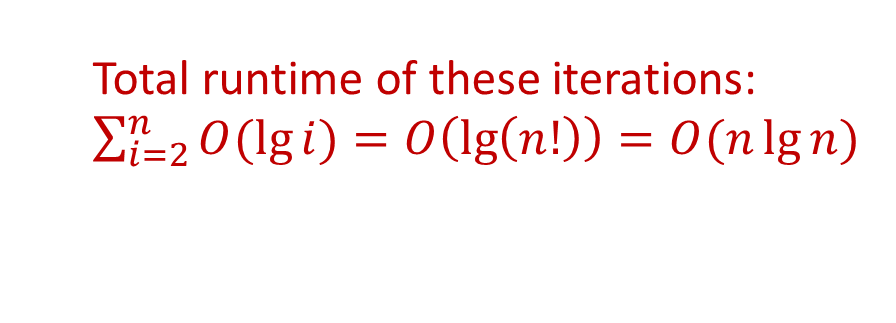 Total runtime of these iterations:
∑ⁿᵢ₌₂ 𝑂(lg 𝑖) = 𝑂(lg(𝑛!)) = 𝑂(𝑛 lg 𝑛)